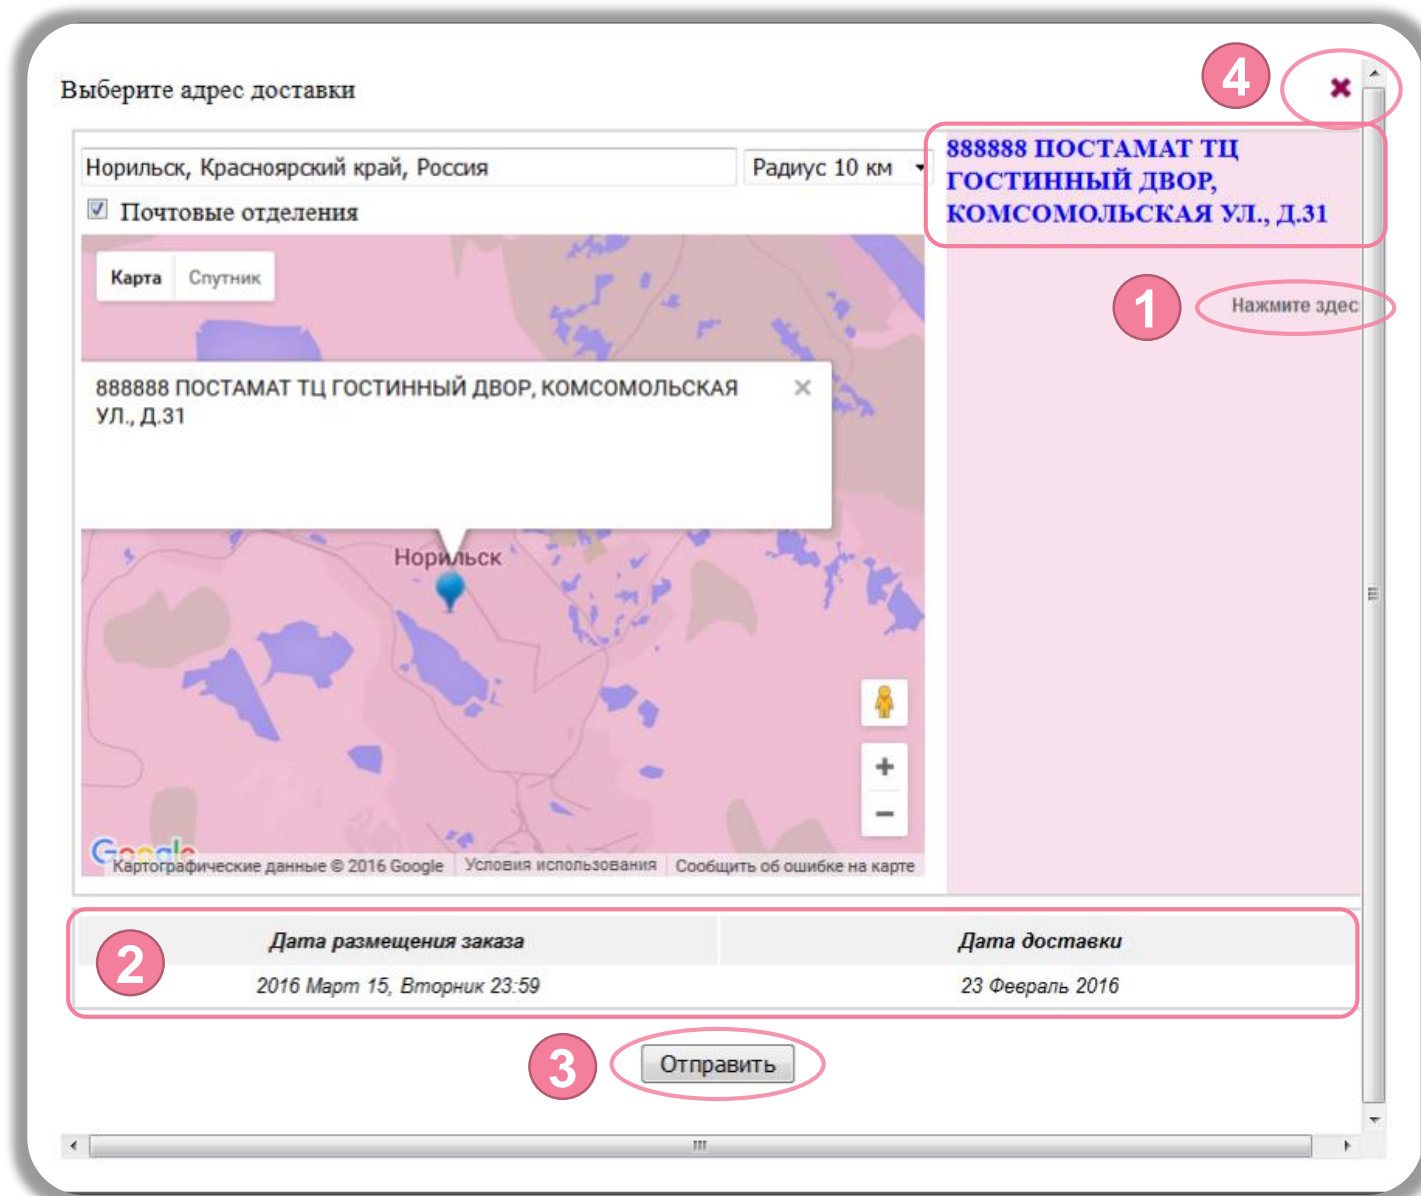 4
Выберите адрес доставки
Норильск, Красноярский край, Россия
Радиус 10 км
Почтовые отделения
888888 ПОСТАМАТ ТЦ
ГОСТИННЫЙ ДВОР,
КОМСОМОЛЬСКАЯ УЛ., Д.31
Карта Спутник
1
Нажмите здес
888888 ПОСТАМАТ ТЦ ГОСТИННЫЙ ДВОР, КОМСОМОЛЬСКАЯ
УЛ., Д.31
Норильск
Google
Картографические данные © 2016 Google Условия использования Сообщить об ошибке на карте
2
Дата размещения заказа Дата доставки
2016 Март 15, Вторник 23:59 23 Февраль 2016
3
Отправить